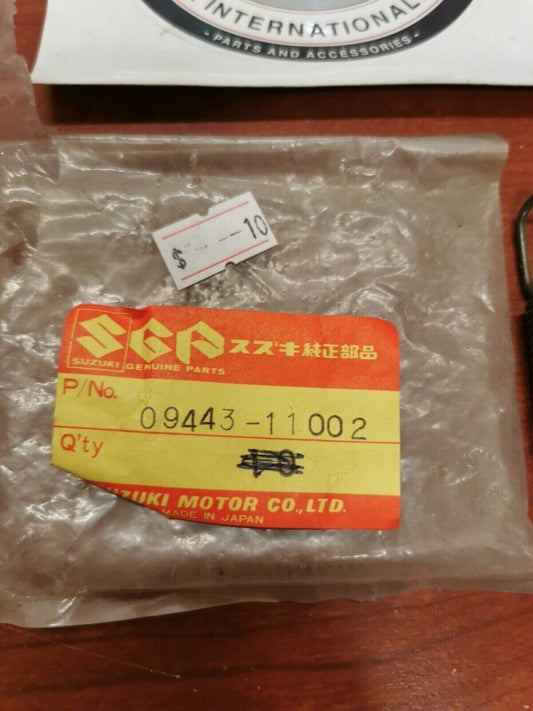 INTERNATIONAL
- PARTS AND ACCESSORIES -
$ -- 10
SGP スズキ純正部品
SUZUKI GENUINE PARTS
P/No.
09443-11002
Q'ty
SUZUKI MOTOR CO.,LTD.
MADE IN JAPAN